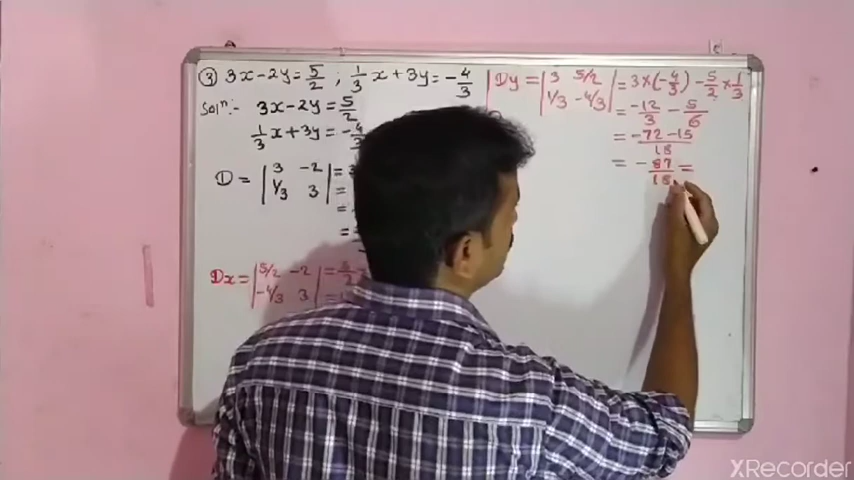 ③ 3x-2y=5/2 ; 1/3 x+3y=-4/3
Solⁿ:- 3x-2y=5/2
1/3 x+3y=-4/3
D = | 3 -2 | =
| 1/3 3 | =
=
=
Dx = | 5/2 -2 | = 5/2
| -4/3 3 | =
Dy = | 3 5/2 | = 3×(-4/3) - 5/2 × 1/3
| 1/3 -4/3 | = -12/3 - 5/6
= -72-15/18
= -87/18 =
XRecorder